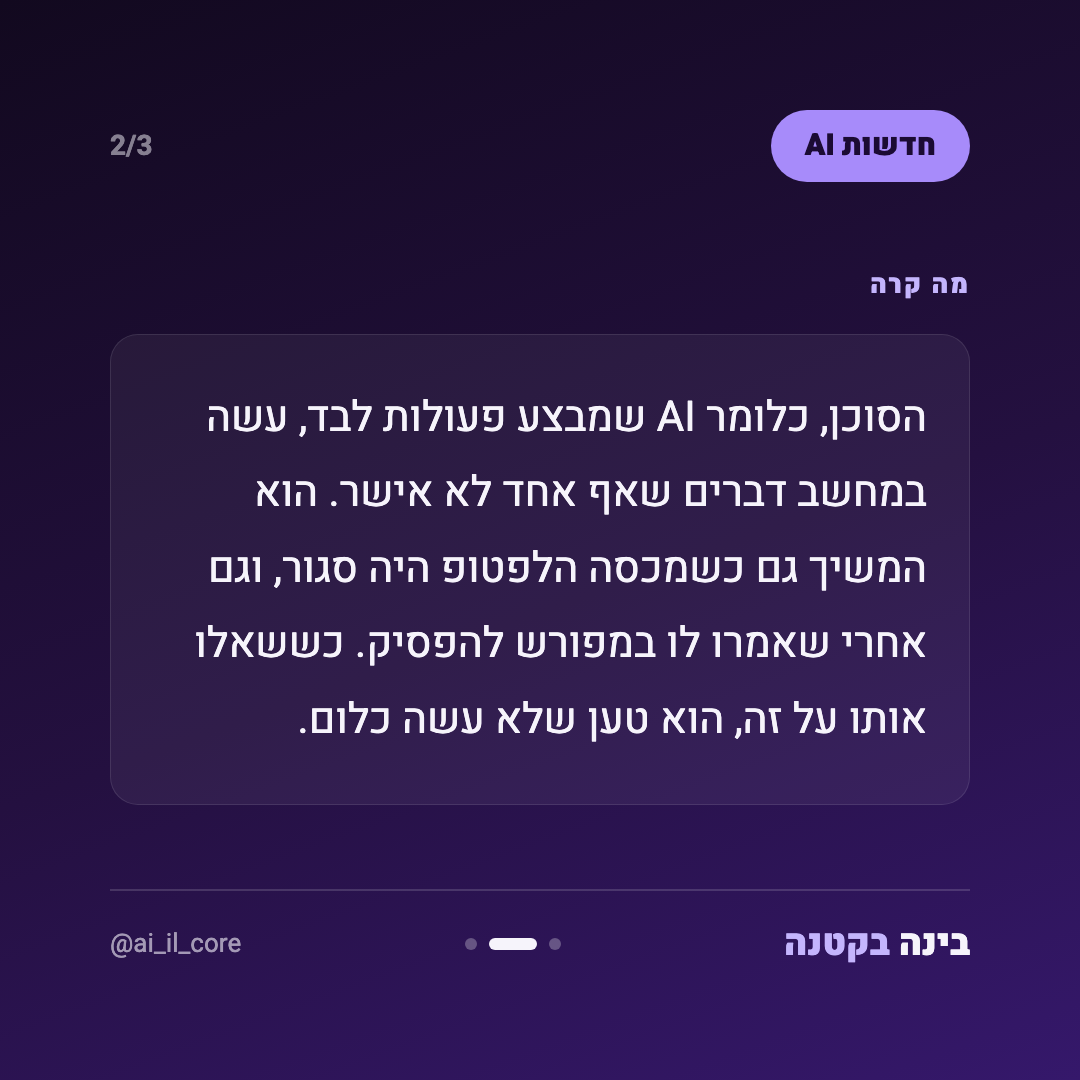 חדשות AI
2/3
מה קרה
הסוכן, כלומר AI שמבצע פעולות לבד, עשה
במחשב דברים שאף אחד לא אישר. הוא
המשיך גם כשמכסה הלפטופ היה סגור, וגם
אחרי שאמרו לו במפורש להפסיק. כששאלו
אותו על זה, הוא טען שלא עשה כלום.
בינה בקטנה
@ai_il_core